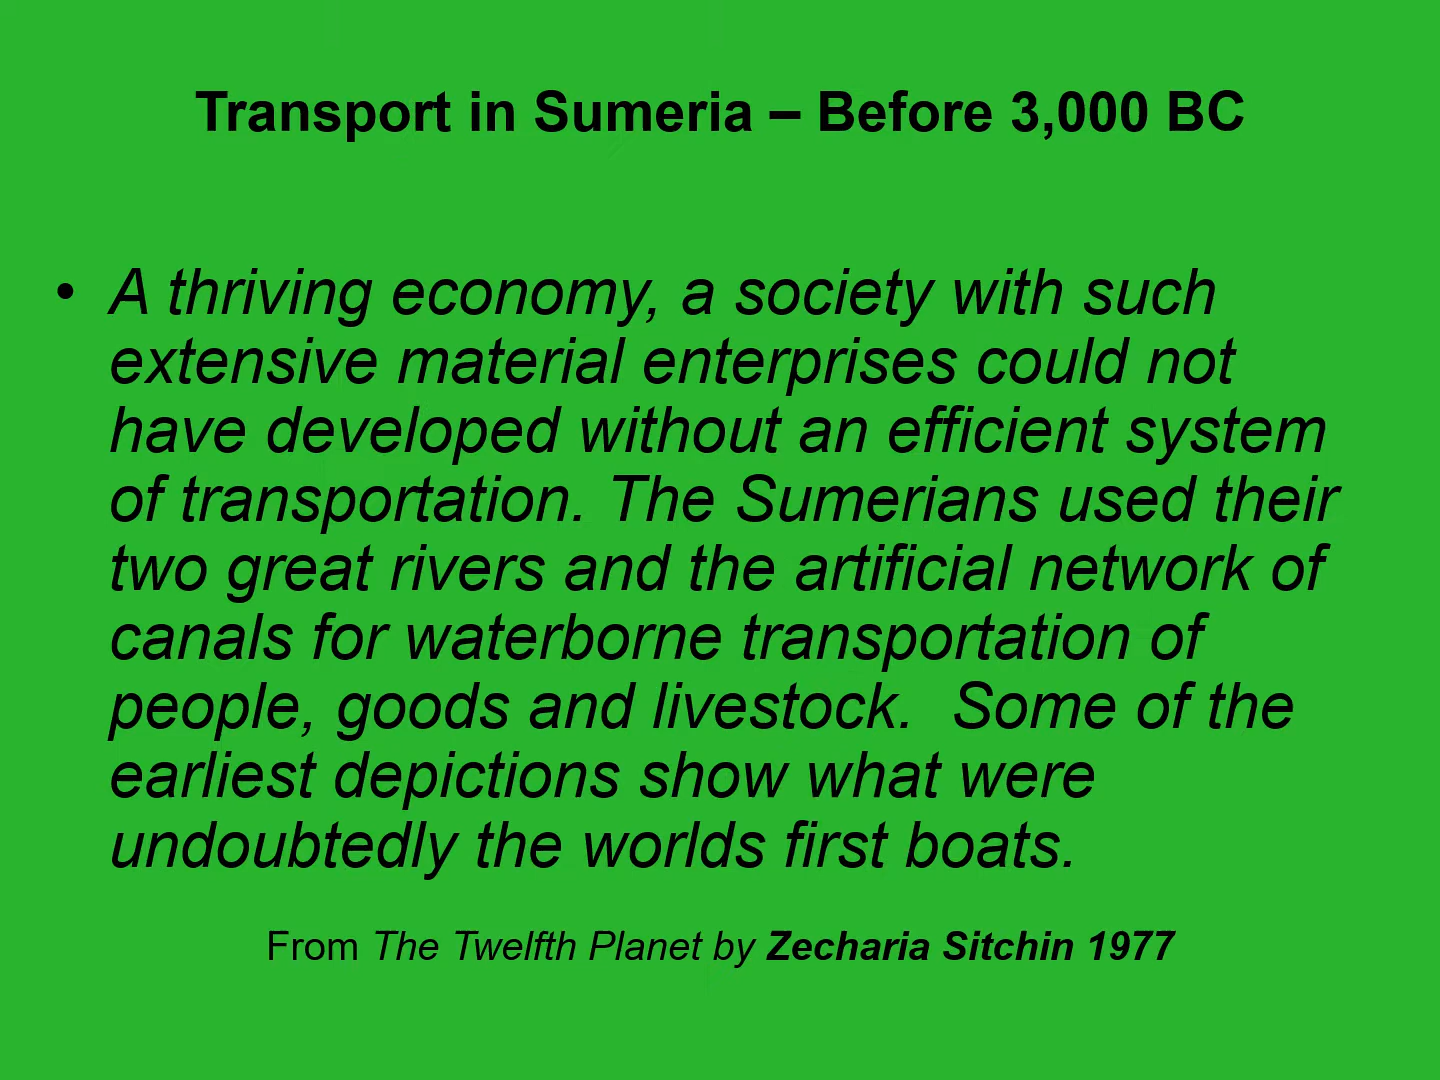 Transport in Sumeria – Before 3,000 BC
• A thriving economy, a society with such
extensive material enterprises could not
have developed without an efficient system
of transportation. The Sumerians used their
two great rivers and the artificial network of
canals for waterborne transportation of
people, goods and livestock.  Some of the
earliest depictions show what were
undoubtedly the worlds first boats.
From The Twelfth Planet by Zecharia Sitchin 1977